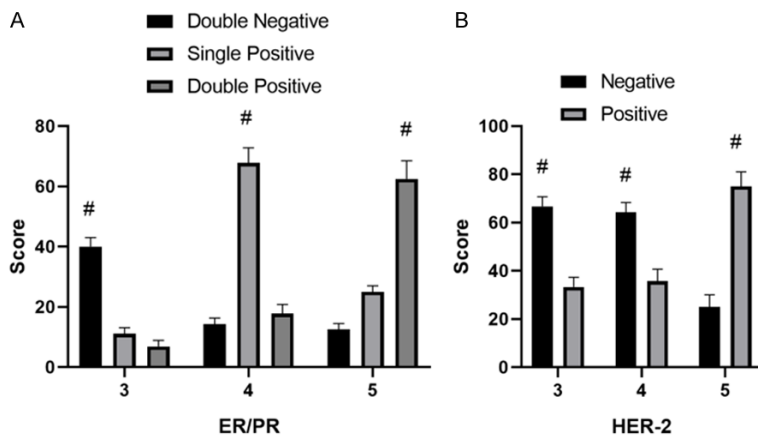 A
Double Negative
Single Positive
Double Positive
80
60
40
20
0
Score
#
#
#
3
4
5
ER/PR
B
Negative
Positive
100
80
60
40
20
0
Score
#
#
#
3
4
5
HER-2